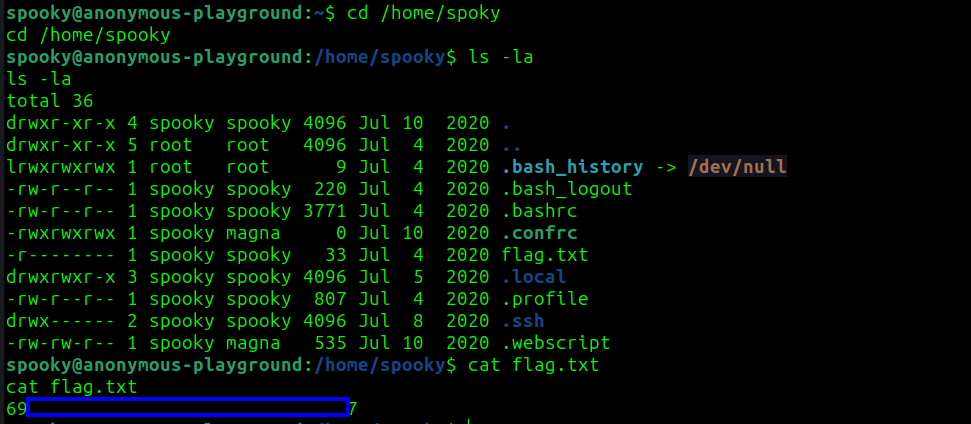 spooky@anonymous-playground:~$ cd /home/spoky
cd /home/spooky
spooky@anonymous-playground:/home/spooky$ ls -la
ls -la
total 36
drwxr-xr-x 4 spooky spooky 4096 Jul 10  2020 .
drwxr-xr-x 5 root   root   4096 Jul  4  2020 ..
lrwxrwxrwx 1 root   root      9 Jul  4  2020 .bash_history -> /dev/null
-rw-r--r-- 1 spooky spooky  220 Jul  4  2020 .bash_logout
-rw-r--r-- 1 spooky spooky 3771 Jul  4  2020 .bashrc
-rwxrwxrwx 1 spooky magna     0 Jul 10  2020 .confrc
-r-------- 1 spooky spooky   33 Jul  4  2020 flag.txt
drwxrwxr-x 3 spooky spooky 4096 Jul  5  2020 .local
-rw-r--r-- 1 spooky spooky  807 Jul  4  2020 .profile
drwx------ 2 spooky spooky 4096 Jul  8  2020 .ssh
-rw-rw-r-- 1 spooky magna   535 Jul 10  2020 .webscript
spooky@anonymous-playground:/home/spooky$ cat flag.txt
cat flag.txt
69 7